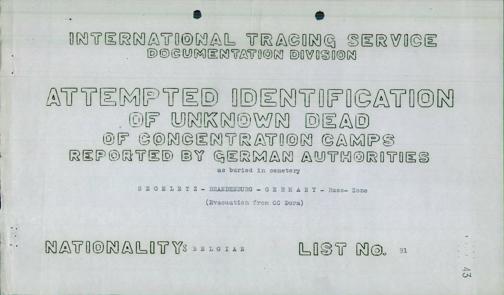 INTERNATIONAL TRACING SERVICE
DOCUMENTATION DIVISION
ATTEMPTED IDENTIFICATION
OF UNKNOWN DEAD
OF CONCENTRATION CAMPS
REPORTED BY GERMAN AUTHORITIES
as buried in cemetery
SEGELETZ - BRANDENBURG - GERMANY - Russ- Zone
(Evacuation from CC Dora)
NATIONALITY: BELGIAN LIST No. 91
43